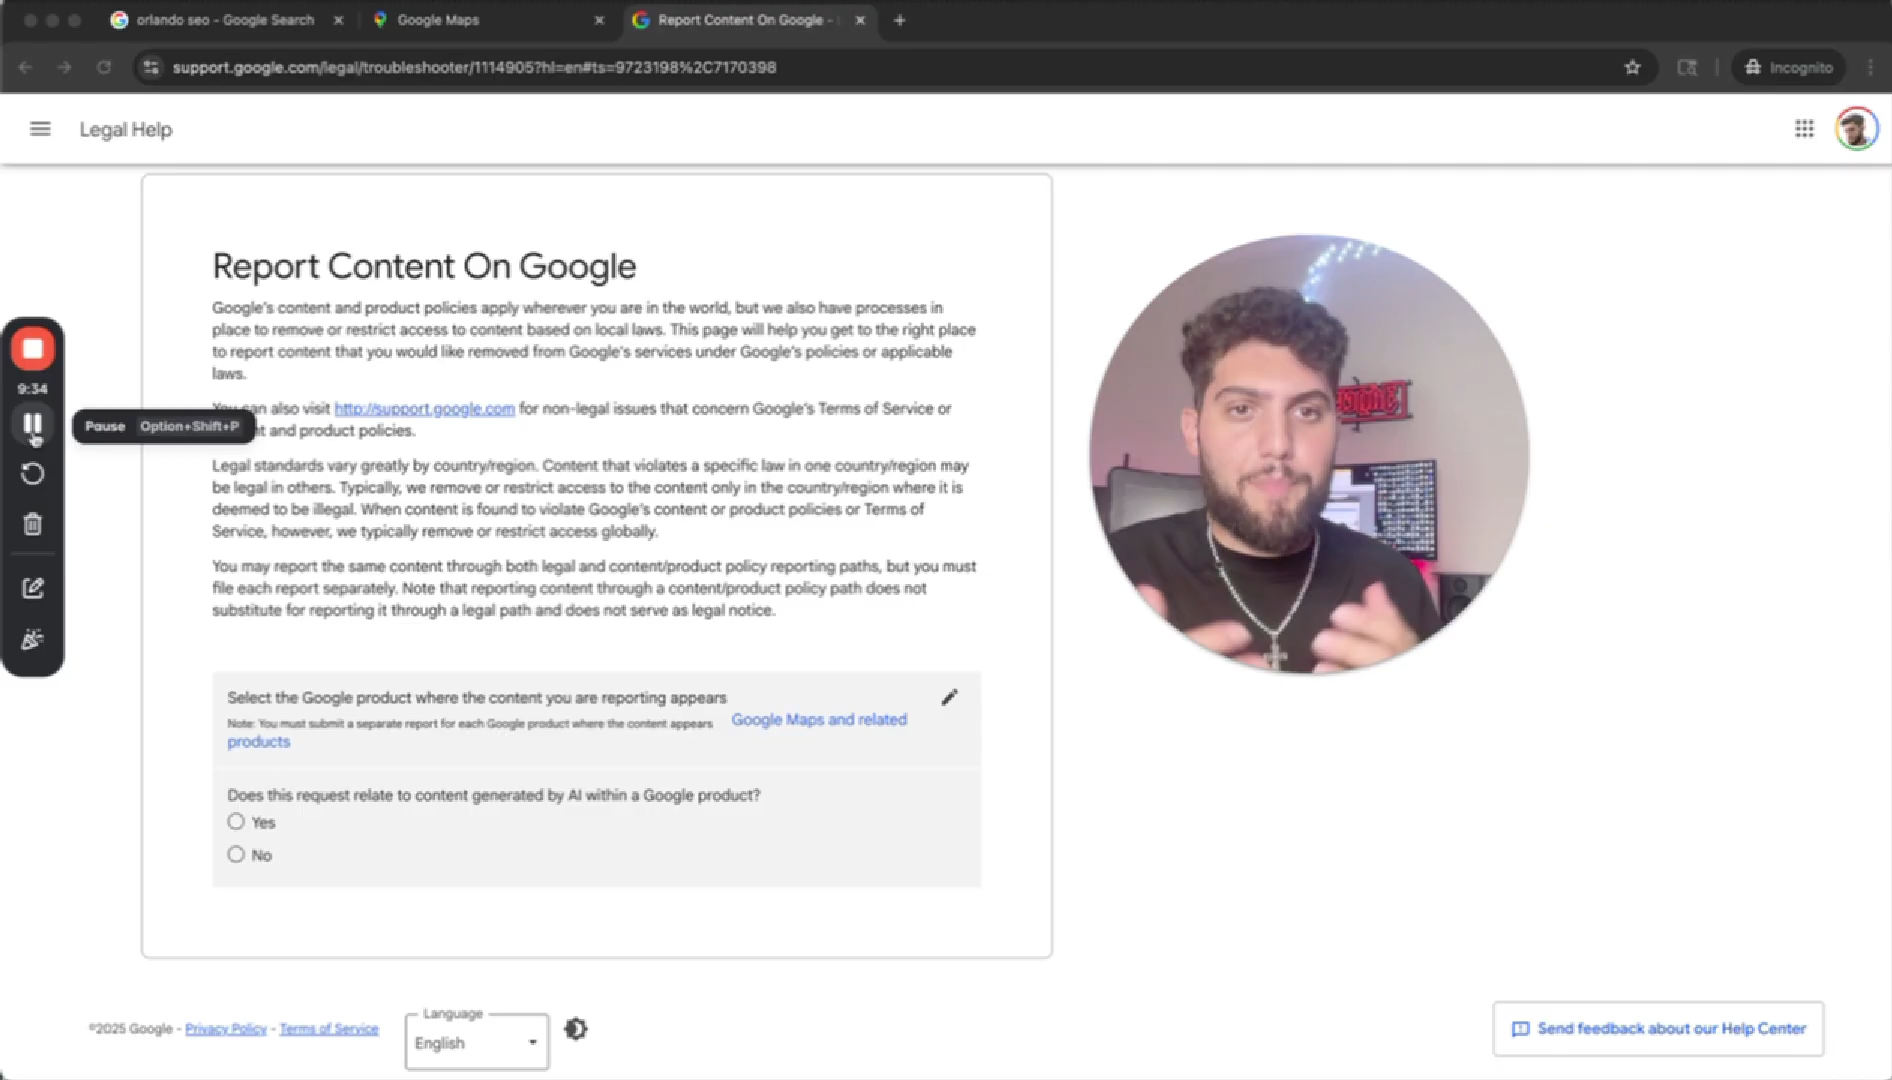 orlando seo - Google Search
Google Maps
Report Content On Google -
support.google.com/legal/troubleshooter/1114905?hl=en#ts=9723198%2C7170398
Incognito
Legal Help
Report Content On Google
Google's content and product policies apply wherever you are in the world, but we also have processes in
place to remove or restrict access to content based on local laws. This page will help you get to the right place
to report content that you would like removed from Google's services under Google's policies or applicable
laws.
9:34
Pause Option+Shift+P
You can also visit http://support.google.com for non-legal issues that concern Google's Terms of Service or
and product policies.
Legal standards vary greatly by country/region. Content that violates a specific law in one country/region may
be legal in others. Typically, we remove or restrict access to the content only in the country/region where it is
deemed to be illegal. When content is found to violate Google's content or product policies or Terms of
Service, however, we typically remove or restrict access globally.
You may report the same content through both legal and content/product policy reporting paths, but you must
file each report separately. Note that reporting content through a content/product policy path does not
substitute for reporting it through a legal path and does not serve as legal notice.
Select the Google product where the content you are reporting appears
Note: You must submit a separate report for each Google product where the content appears Google Maps and related
products
Does this request relate to content generated by AI within a Google product?
Yes
No
©2025 Google - Privacy Policy - Terms of Service
Language
English
Send feedback about our Help Center